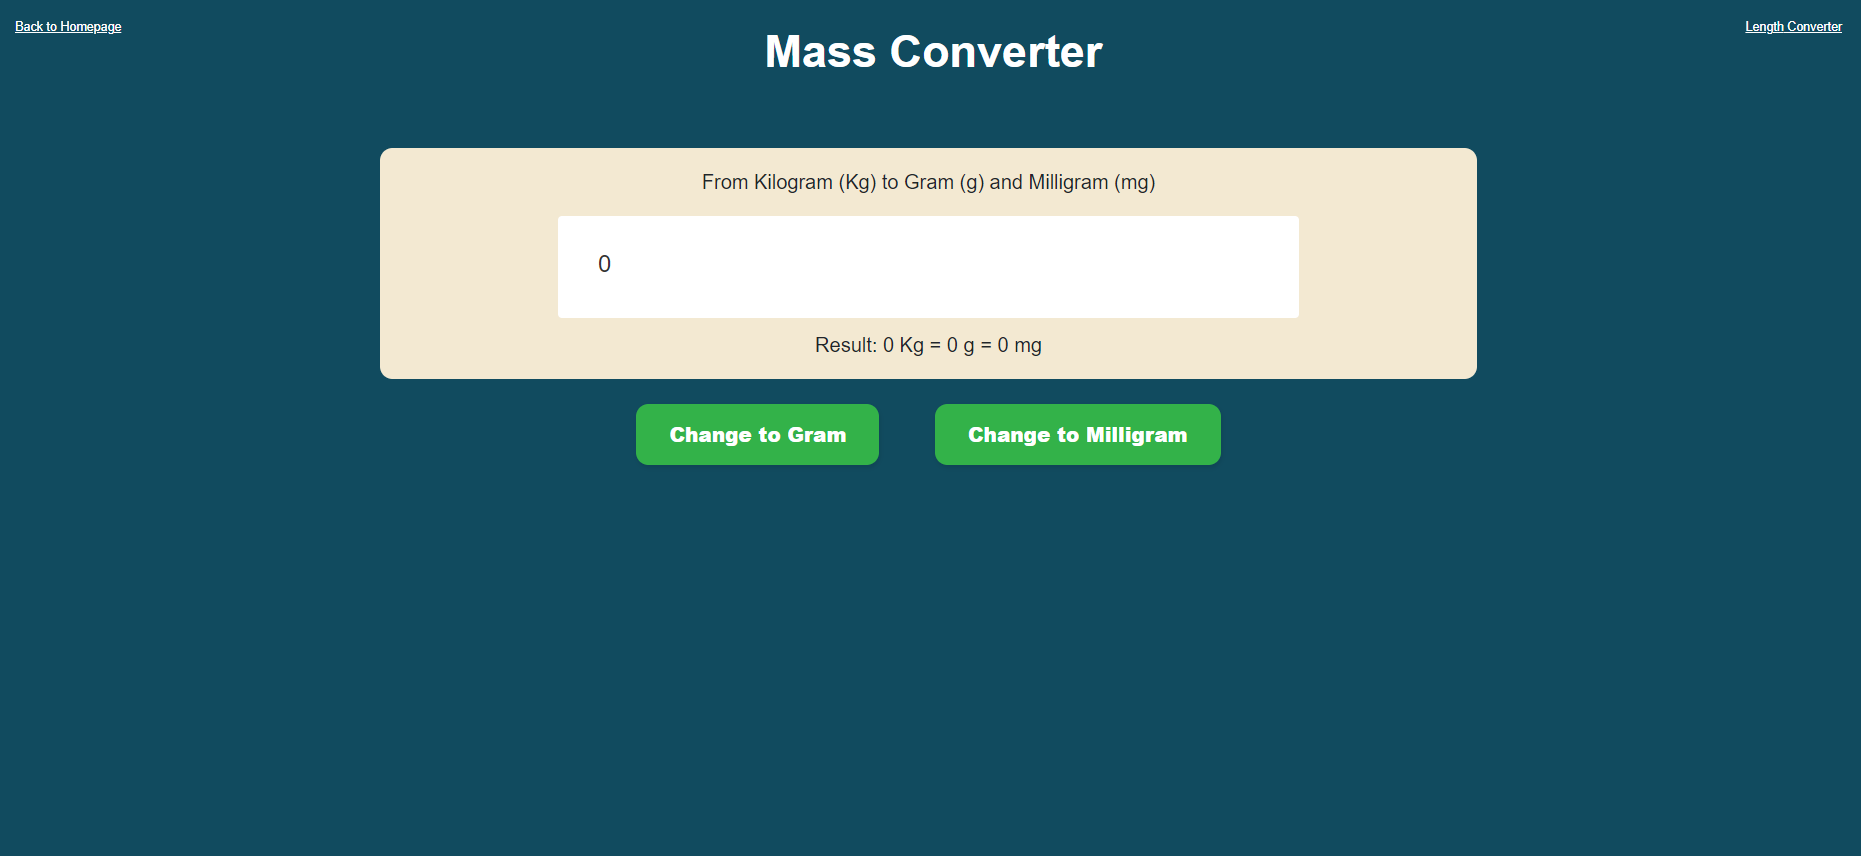 Back to Homepage
Length Converter
Mass Converter
From Kilogram (Kg) to Gram (g) and Milligram (mg)
0
Result: 0 Kg = 0 g = 0 mg
Change to Gram
Change to Milligram